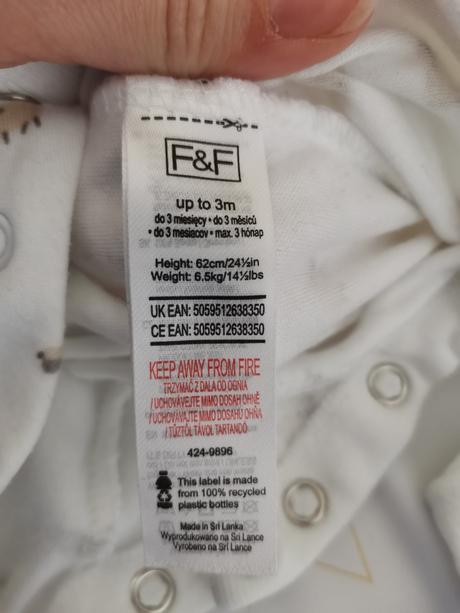 F&F
up to 3m
do 3 miesięcy • do 3 měsíců
• do 3 mesiacov • max. 3 hónap
Height: 62cm/24½in
Weight: 6.5kg/14½lbs
UK EAN: 5059512638350
CE EAN: 5059512638350
KEEP AWAY FROM FIRE
TRZYMAĆ Z DALA OD OGNIA
/ UCHOVÁVEJTE MIMO DOSAH OHNĚ
/ UCHOVÁVAJTE MIMO DOSAHU OHŇA
/ TŰZTŐL TÁVOL TARTANDÓ
424-9896
This label is made
from 100% recycled
plastic bottles
Made in Sri Lanka
Wyprodukowano na Sri Lance
Vyrobeno na Srí Lance